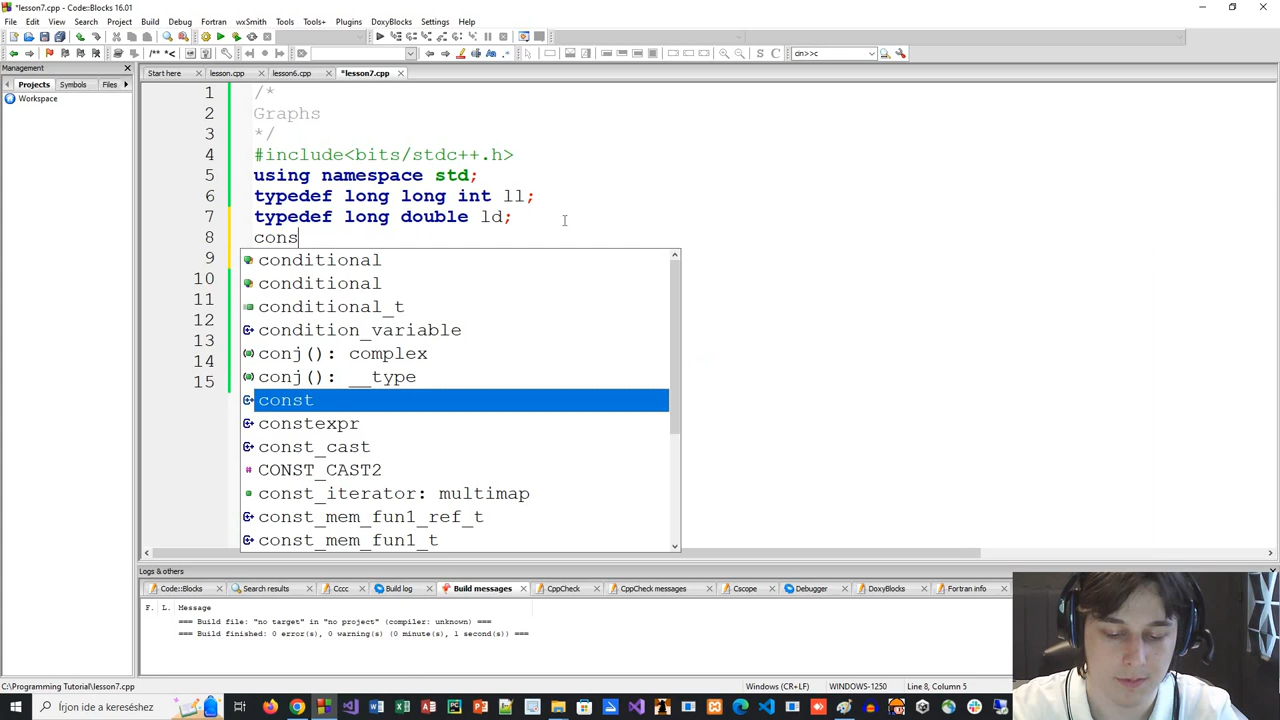 *lesson7.cpp - Code::Blocks 16.01
File Edit View Search Project Build Debug Fortran wxSmith Tools Tools+ Plugins DoxyBlocks Settings Help
/** *<
cn>>c
Management
Projects Symbols Files
Workspace
Start here lesson.cpp lesson6.cpp *lesson7.cpp
1 /*
2 Graphs
3 */
4 #include<bits/stdc++.h>
5 using namespace std;
6 typedef long long int ll;
7 typedef long double ld;
8 cons
9
10
11
12
13
14
15
conditional
conditional
conditional_t
condition_variable
conj(): complex
conj(): __type
const
constexpr
const_cast
CONST_CAST2
const_iterator: multimap
const_mem_fun1_ref_t
const_mem_fun1_t
Logs & others
Code::Blocks Search results Cccc Build log Build messages CppCheck CppCheck messages Cscope Debugger DoxyBlocks Fortran info
F. L. Message
=== Build file: "no target" in "no project" (compiler: unknown) ===
=== Build finished: 0 error(s), 0 warning(s) (0 minute(s), 1 second(s)) ===
C:\Programming Tutorial\lesson7.cpp Windows (CR+LF) WINDOWS-1250 Line 8, Column 5
Írjon ide a kereséshez